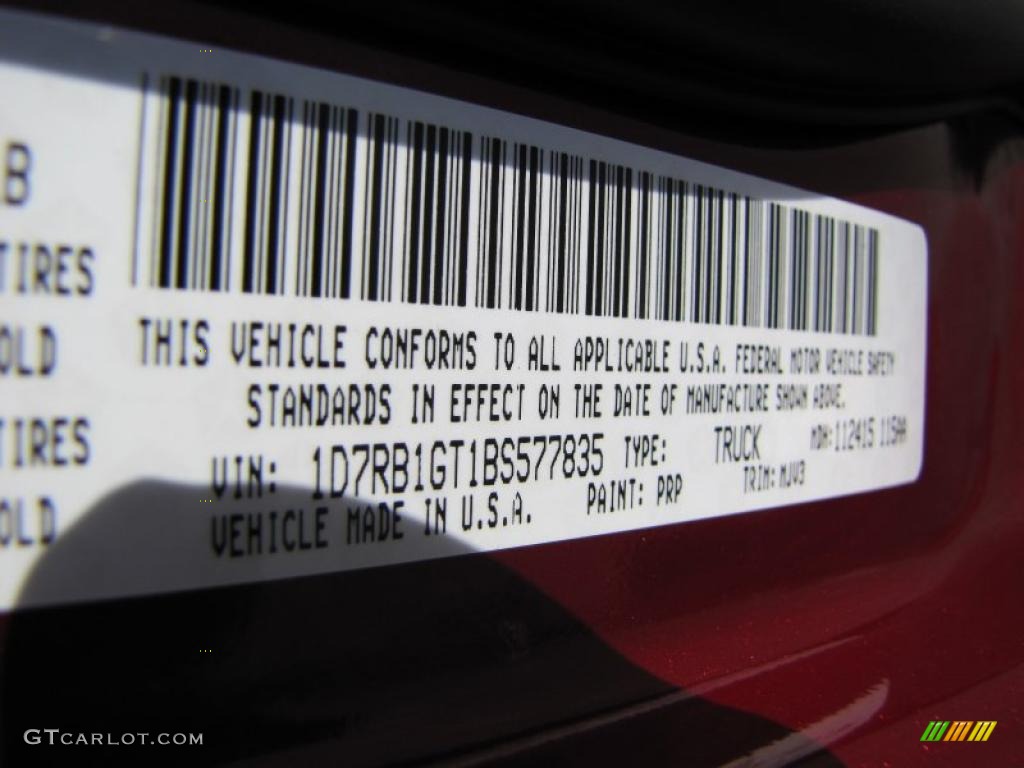 B
TIRES
OLD
TIRES
OLD
THIS VEHICLE CONFORMS TO ALL APPLICABLE U.S.A. FEDERAL MOTOR VEHICLE SAFETY
STANDARDS IN EFFECT ON THE DATE OF MANUFACTURE SHOWN ABOVE.
VIN: 1D7RB1GT1BS577835 TYPE: TRUCK MDH:112415 115AA
VEHICLE MADE IN U.S.A. PAINT: PRP TRIM: MJV3
GTCARLOT.COM